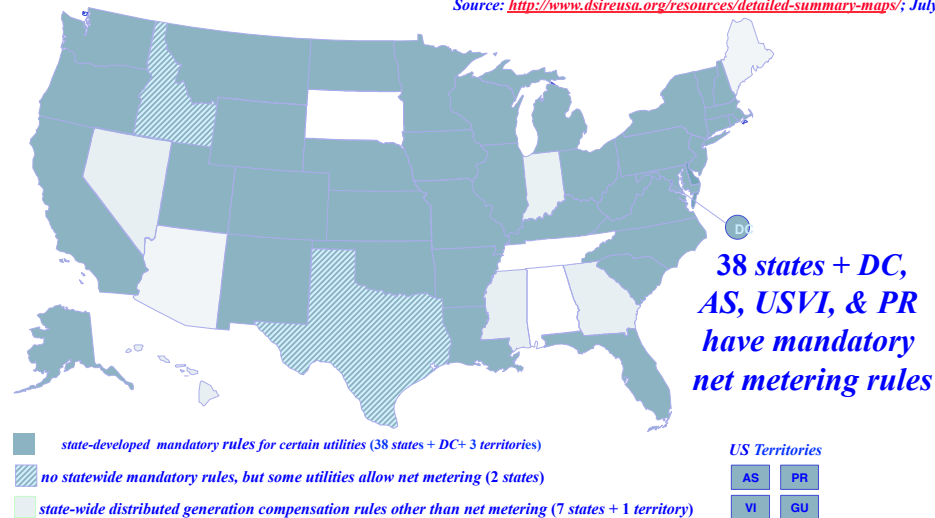 Source: http://www.dsireusa.org/resources/detailed-summary-maps/; July
DC
38 states + DC,
AS, USVI, & PR
have mandatory
net metering rules
state-developed mandatory rules for certain utilities (38 states + DC+ 3 territories)
no statewide mandatory rules, but some utilities allow net metering (2 states)
state-wide distributed generation compensation rules other than net metering (7 states + 1 territory)
US Territories
AS PR
VI GU